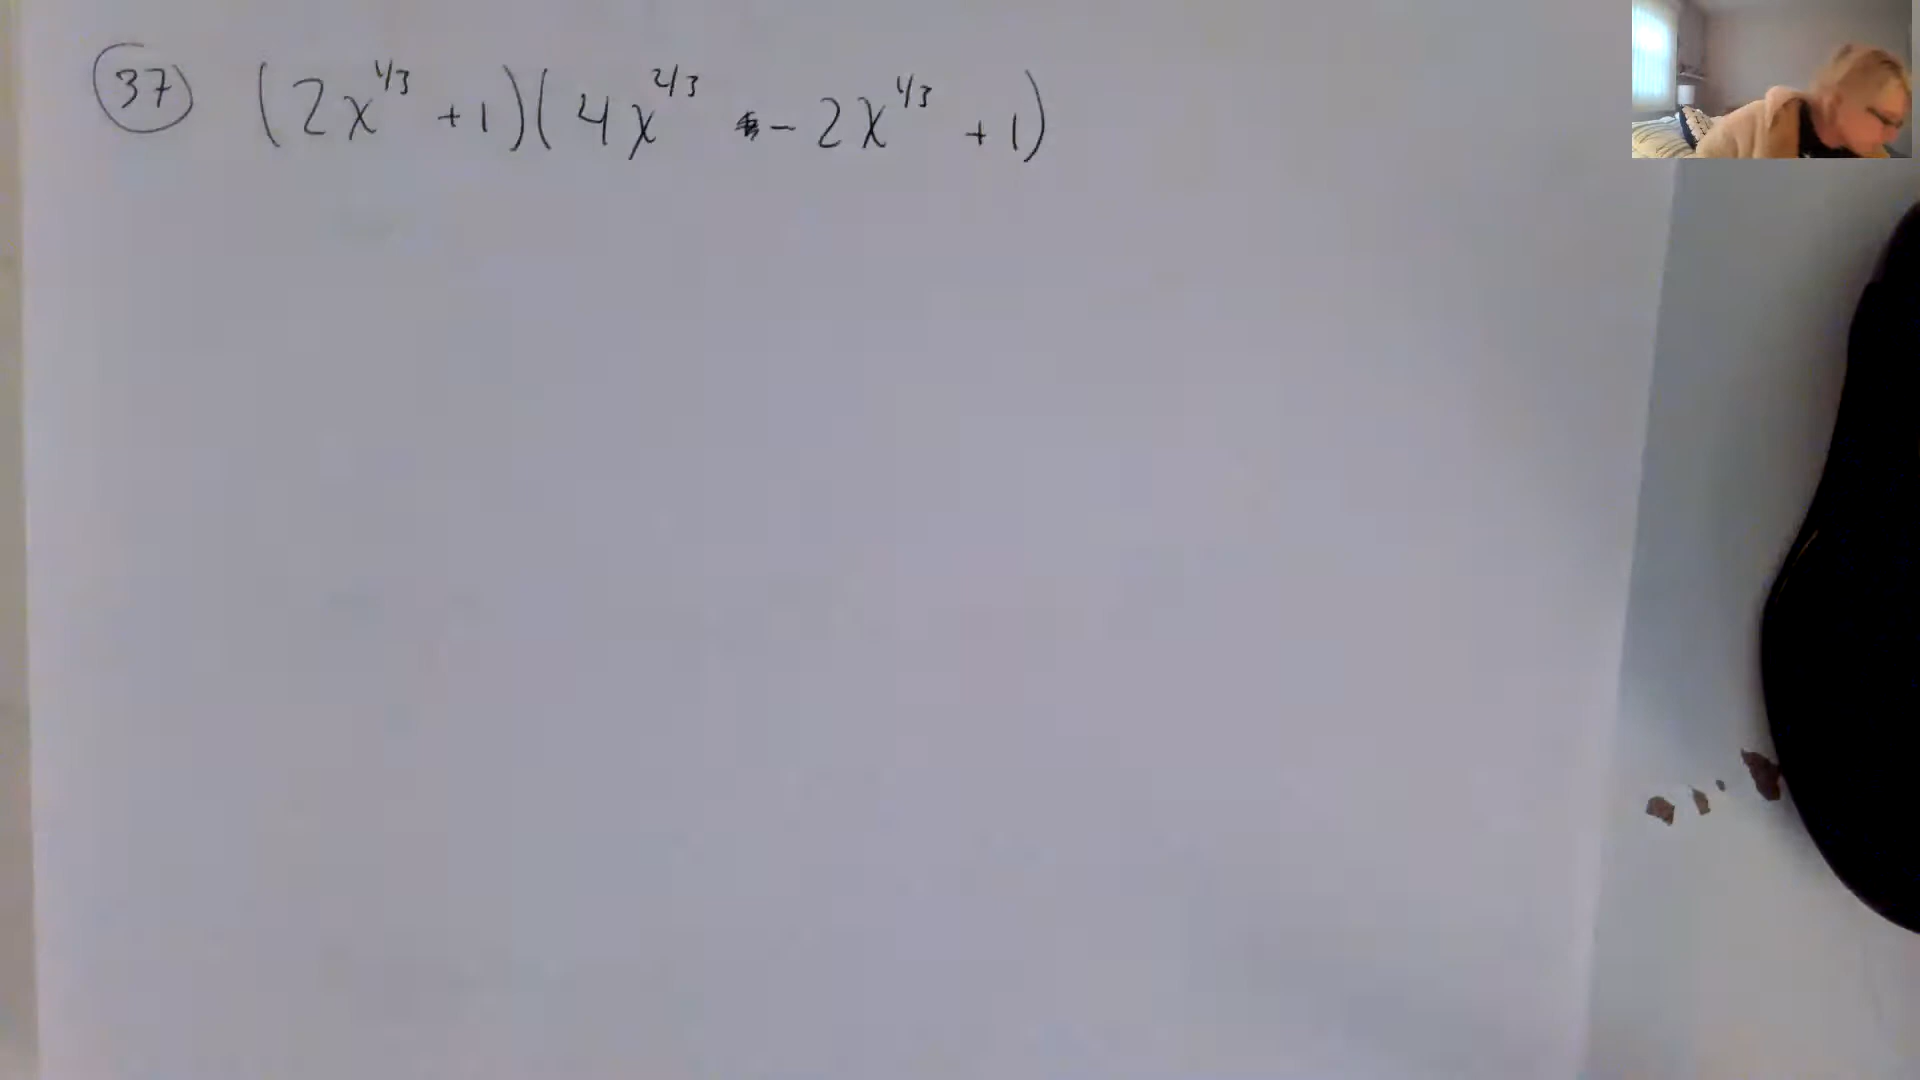 37 (2x^1/3 + 1)(4x^2/3 - 2x^1/3 + 1)